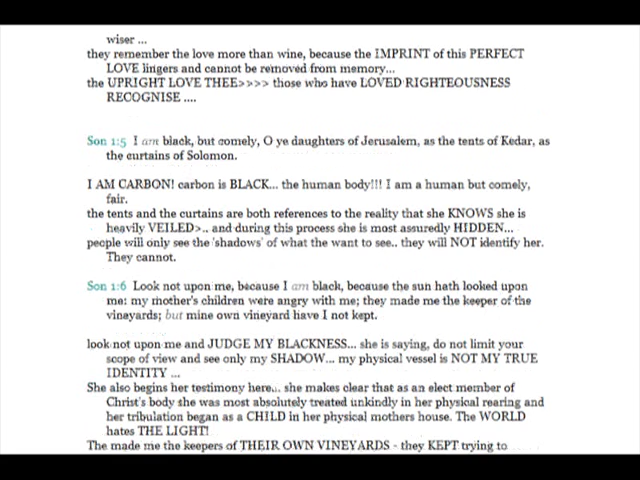 wiser ...
they remember the love more than wine, because the IMPRINT of this PERFECT
LOVE lingers and cannot be removed from memory...
the UPRIGHT LOVE THEE>>>> those who have LOVED RIGHTEOUSNESS
RECOGNISE ....
Son 1:5 I am black, but comely, O ye daughters of Jerusalem, as the tents of Kedar, as
the curtains of Solomon.
I AM CARBON! carbon is BLACK... the human body!!! I am a human but comely,
fair.
the tents and the curtains are both references to the reality that she KNOWS she is
heavily VEILED>.. and during this process she is most assuredly HIDDEN...
people will only see the 'shadows' of what the want to see.. they will NOT identify her.
They cannot.
Son 1:6 Look not upon me, because I am black, because the sun hath looked upon
me: my mother's children were angry with me; they made me the keeper of the
vineyards; but mine own vineyard have I not kept.
look not upon me and JUDGE MY BLACKNESS... she is saying, do not limit your
scope of view and see only my SHADOW... my physical vessel is NOT MY TRUE
IDENTITY ...
She also begins her testimony here... she makes clear that as an elect member of
Christ's body she was most absolutely treated unkindly in her physical rearing and
her tribulation began as a CHILD in her physical mothers house. The WORLD
hates THE LIGHT!
The made me the keepers of THEIR OWN VINEYARDS - they KEPT trying to